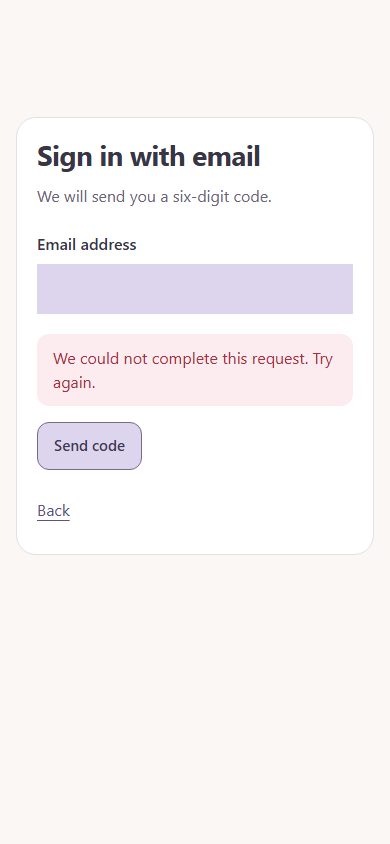 Sign in with email
We will send you a six-digit code.
Email address
We could not complete this request. Try
again.
Send code
Back